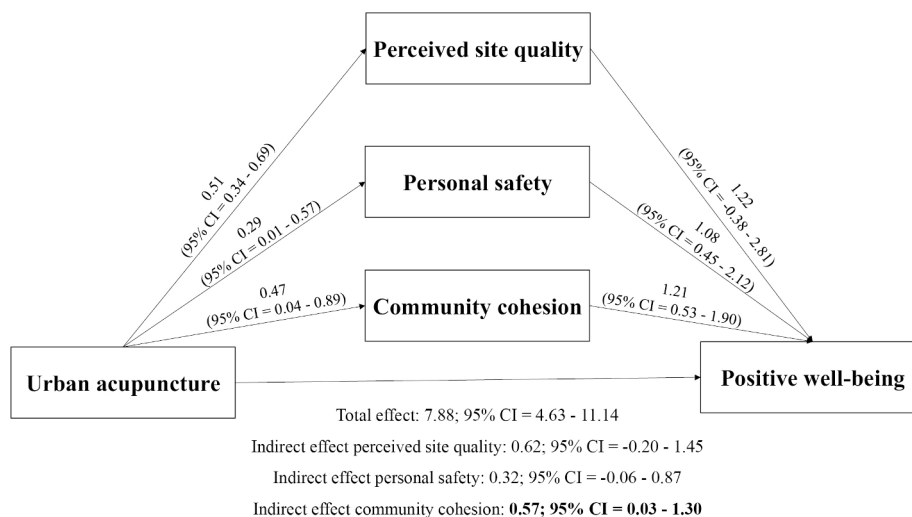 Perceived site quality
0.51
(95% CI = 0.34 - 0.69)
1.22
(95% CI = -0.38 - 2.81)
Personal safety
0.29
(95% CI = 0.01 - 0.57)
1.08
(95% CI = 0.45 - 2.12)
Community cohesion
0.47
(95% CI = 0.04 - 0.89)
1.21
(95% CI = 0.53 - 1.90)
Urban acupuncture
Positive well-being
Total effect: 7.88; 95% CI = 4.63 - 11.14
Indirect effect perceived site quality: 0.62; 95% CI = -0.20 - 1.45
Indirect effect personal safety: 0.32; 95% CI = -0.06 - 0.87
Indirect effect community cohesion: 0.57; 95% CI = 0.03 - 1.30